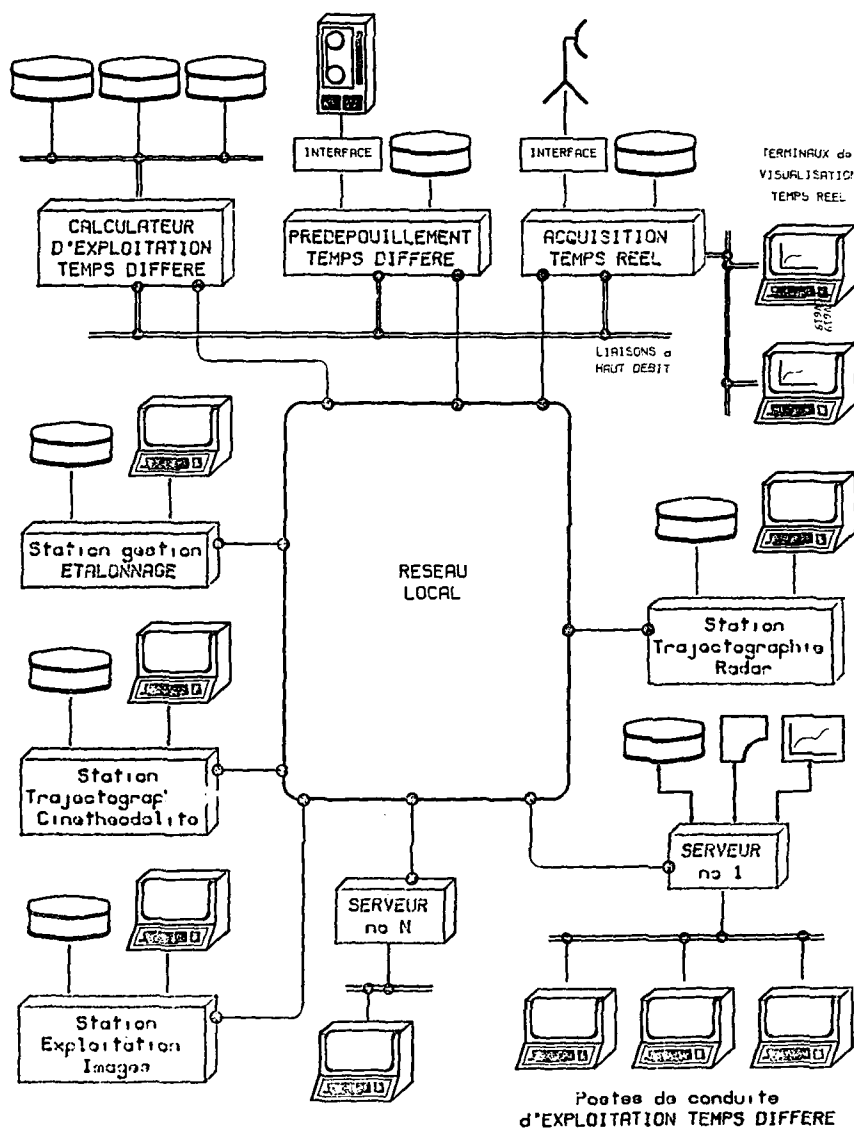 INTERFACE
INTERFACE
TERMINAUX de
VISUALISATION
TEMPS REEL
CALCULATEUR
D'EXPLOITATION
TEMPS DIFFERE
PREDEPOUILLEMENT
TEMPS DIFFERE
ACQUISITION
TEMPS REEL
LIAISONS a
HAUT DEBIT
Station gestion
ETALONNAGE
RESEAU
LOCAL
Station
Trajectographie
Radar
Station
Trajectograp'
Cinetheodolite
SERVEUR
no 1
SERVEUR
no N
Station
Exploitation
Images
Postes de conduite
d'EXPLOITATION TEMPS DIFFERE